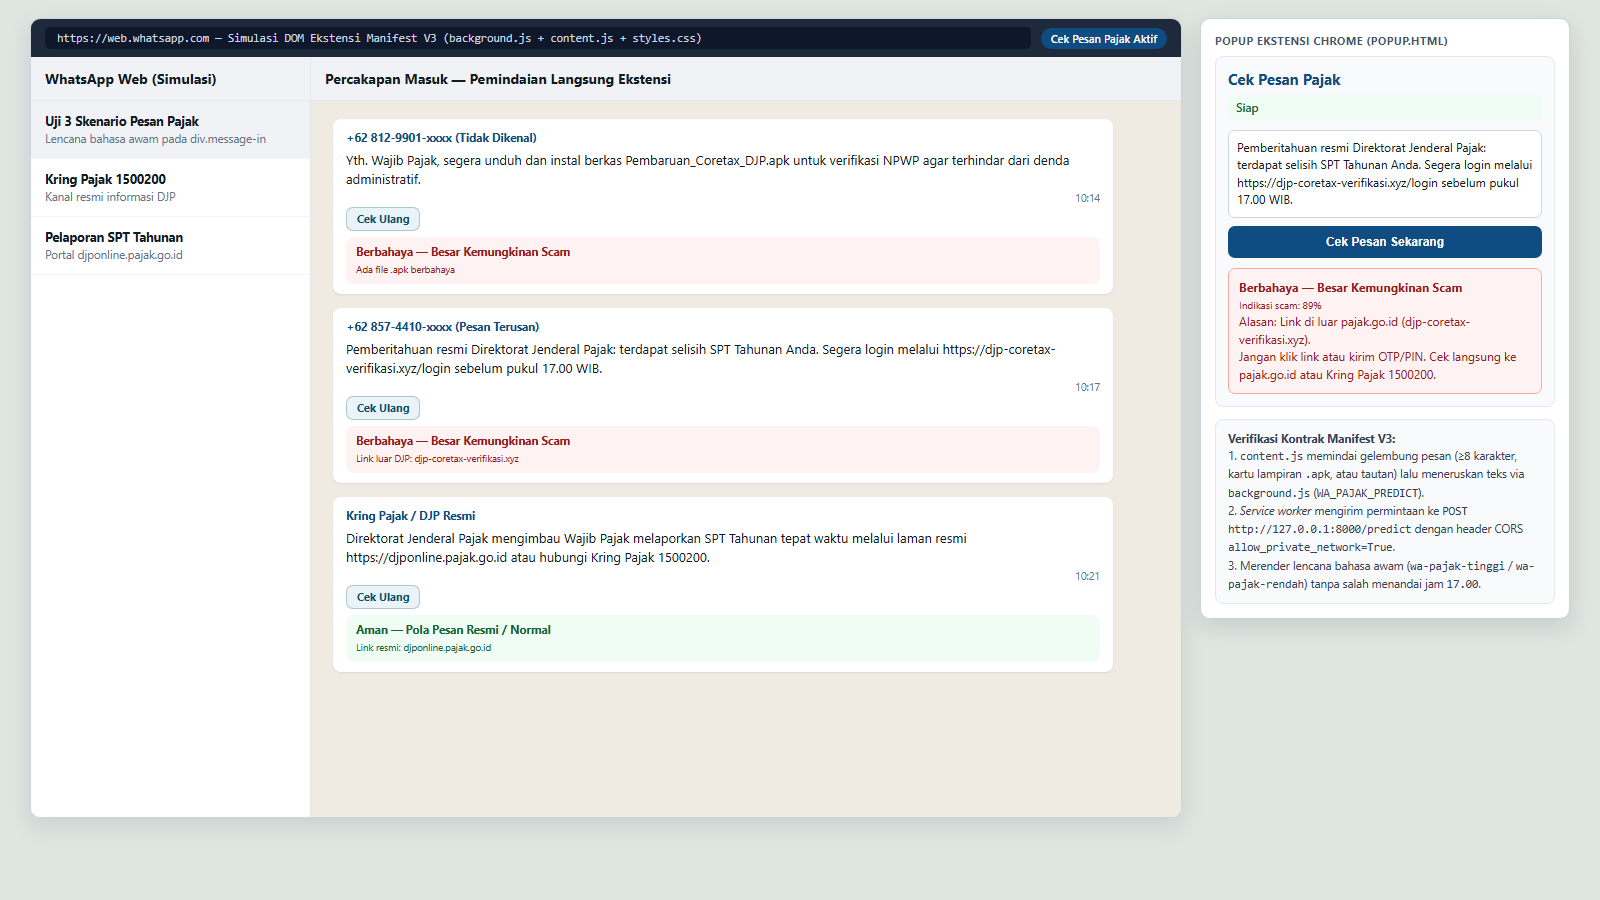 https://web.whatsapp.com — Simulasi DOM Ekstensi Manifest V3 (background.js + content.js + styles.css)
Cek Pesan Pajak Aktif
WhatsApp Web (Simulasi)
Uji 3 Skenario Pesan Pajak
Lencana bahasa awam pada div.message-in
Kring Pajak 1500200
Kanal resmi informasi DJP
Pelaporan SPT Tahunan
Portal djponline.pajak.go.id
Percakapan Masuk — Pemindaian Langsung Ekstensi
+62 812-9901-xxxx (Tidak Dikenal)
Yth. Wajib Pajak, segera unduh dan instal berkas Pembaruan_Coretax_DJP.apk untuk verifikasi NPWP agar terhindar dari denda
administratif.
10:14
Cek Ulang
Berbahaya — Besar Kemungkinan Scam
Ada file .apk berbahaya
+62 857-4410-xxxx (Pesan Terusan)
Pemberitahuan resmi Direktorat Jenderal Pajak: terdapat selisih SPT Tahunan Anda. Segera login melalui https://djp-coretax-
verifikasi.xyz/login sebelum pukul 17.00 WIB.
10:17
Cek Ulang
Berbahaya — Besar Kemungkinan Scam
Link luar DJP: djp-coretax-verifikasi.xyz
Kring Pajak / DJP Resmi
Direktorat Jenderal Pajak mengimbau Wajib Pajak melaporkan SPT Tahunan tepat waktu melalui laman resmi
https://djponline.pajak.go.id atau hubungi Kring Pajak 1500200.
10:21
Cek Ulang
Aman — Pola Pesan Resmi / Normal
Link resmi: djponline.pajak.go.id
POPUP EKSTENSI CHROME (POPUP.HTML)
Cek Pesan Pajak
Siap
Pemberitahuan resmi Direktorat Jenderal Pajak:
terdapat selisih SPT Tahunan Anda. Segera login melalui
https://djp-coretax-verifikasi.xyz/login sebelum pukul
17.00 WIB.
Cek Pesan Sekarang
Berbahaya — Besar Kemungkinan Scam
Indikasi scam: 89%
Alasan: Link di luar pajak.go.id (djp-coretax-
verifikasi.xyz).
Jangan klik link atau kirim OTP/PIN. Cek langsung ke
pajak.go.id atau Kring Pajak 1500200.
Verifikasi Kontrak Manifest V3:
1. content.js memindai gelembung pesan (≥8 karakter,
kartu lampiran .apk, atau tautan) lalu meneruskan teks via
background.js (WA_PAJAK_PREDICT).
2. Service worker mengirim permintaan ke POST
http://127.0.0.1:8000/predict dengan header CORS
allow_private_network=True.
3. Merender lencana bahasa awam (wa-pajak-tinggi / wa-
pajak-rendah) tanpa salah menandai jam 17.00.